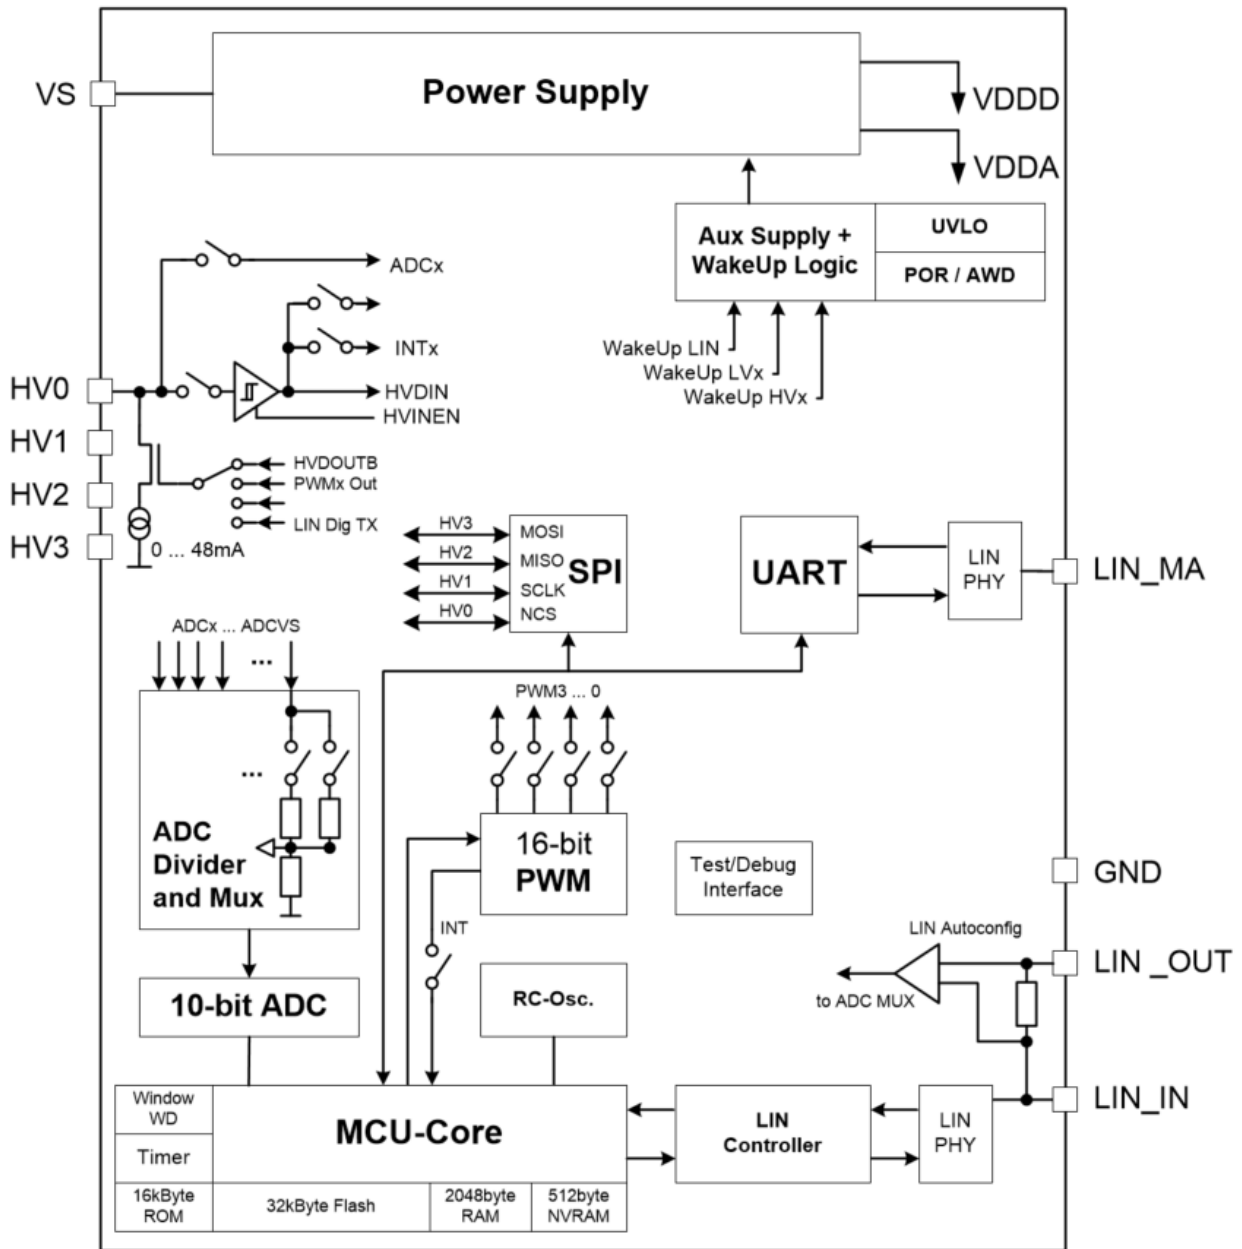 Power Supply
VS
VDDD
VDDA
Aux Supply +
WakeUp Logic
UVLO
POR / AWD
WakeUp LIN
WakeUp LVx
WakeUp HVx
ADCx
INTx
HVDIN
HVINEN
HV0
HV1
HV2
HV3
HVDOUTB
PWMx Out
LIN Dig TX
0 ... 48mA
HV3
HV2
HV1
HV0
MOSI
MISO
SCLK
NCS
SPI
UART
LIN
PHY
LIN_MA
ADCx ... ADCVS
...
...
ADC
Divider
and Mux
PWM3 ... 0
16-bit
PWM
INT
Test/Debug
Interface
GND
LIN Autoconfig
LIN _OUT
to ADC MUX
10-bit ADC
RC-Osc.
LIN_IN
Window
WD
Timer
MCU-Core
LIN
Controller
LIN
PHY
16kByte
ROM
32kByte Flash
2048byte
RAM
512byte
NVRAM